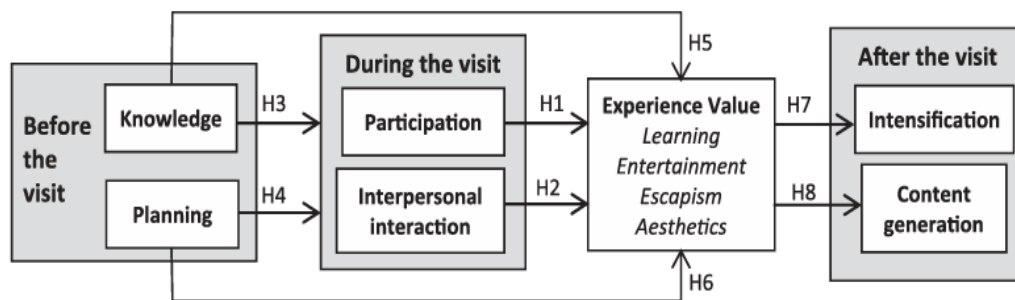 Before
the
visit
Knowledge
Planning
H3
H4
During the visit
Participation
Interpersonal
interaction
H1
H2
H5
H6
Experience Value
Learning
Entertainment
Escapism
Aesthetics
H7
H8
After the visit
Intensification
Content
generation